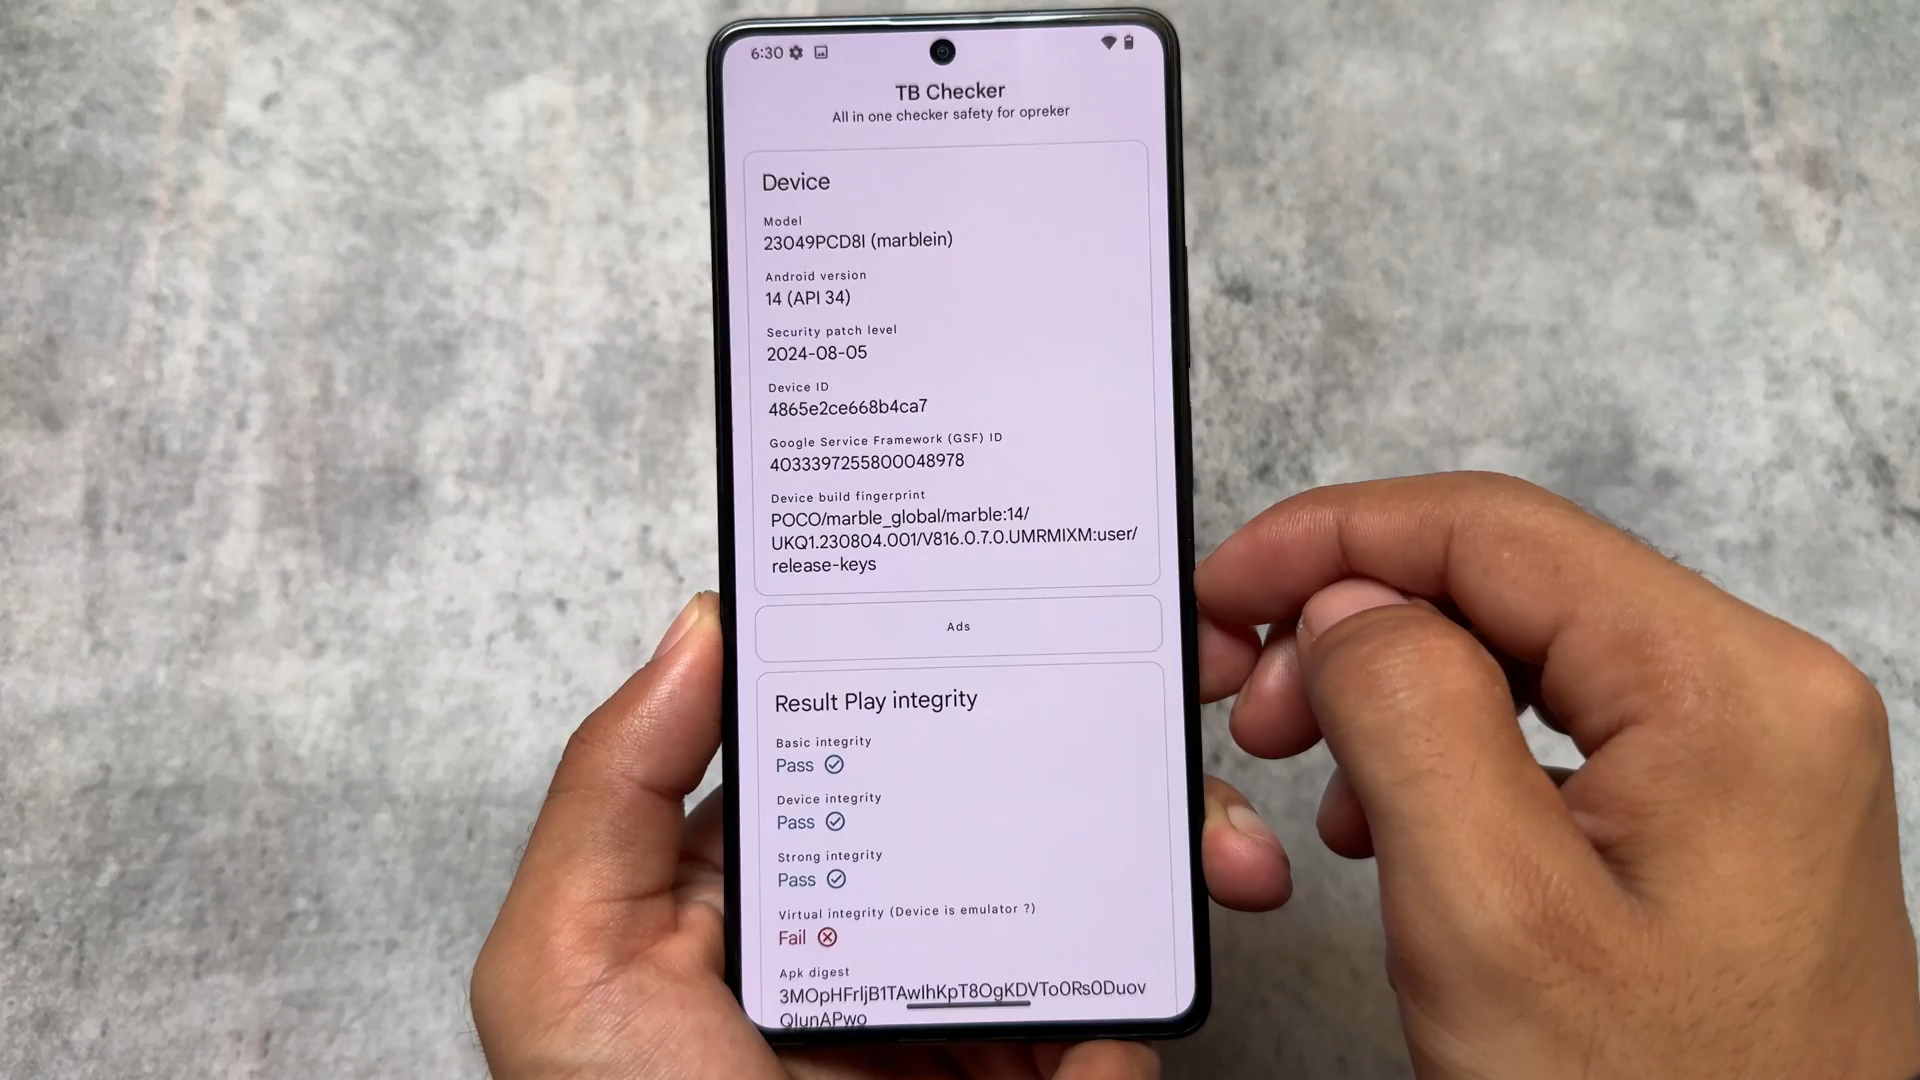 6:30
TB Checker
All in one checker safety for opreker
Device
Model
23049PCD8I (marblein)
Android version
14 (API 34)
Security patch level
2024-08-05
Device ID
4865e2ce668b4ca7
Google Service Framework (GSF) ID
4033397255800048978
Device build fingerprint
POCO/marble_global/marble:14/
UKQ1.230804.001/V816.0.7.0.UMRMIXM:user/
release-keys
Ads
Result Play integrity
Basic integrity
Pass
Device integrity
Pass
Strong integrity
Pass
Virtual integrity (Device is emulator ?)
Fail
Apk digest
3MOpHFrIjB1TAwIhKpT8OgKDVTo0Rs0Duov
QlunAPwo